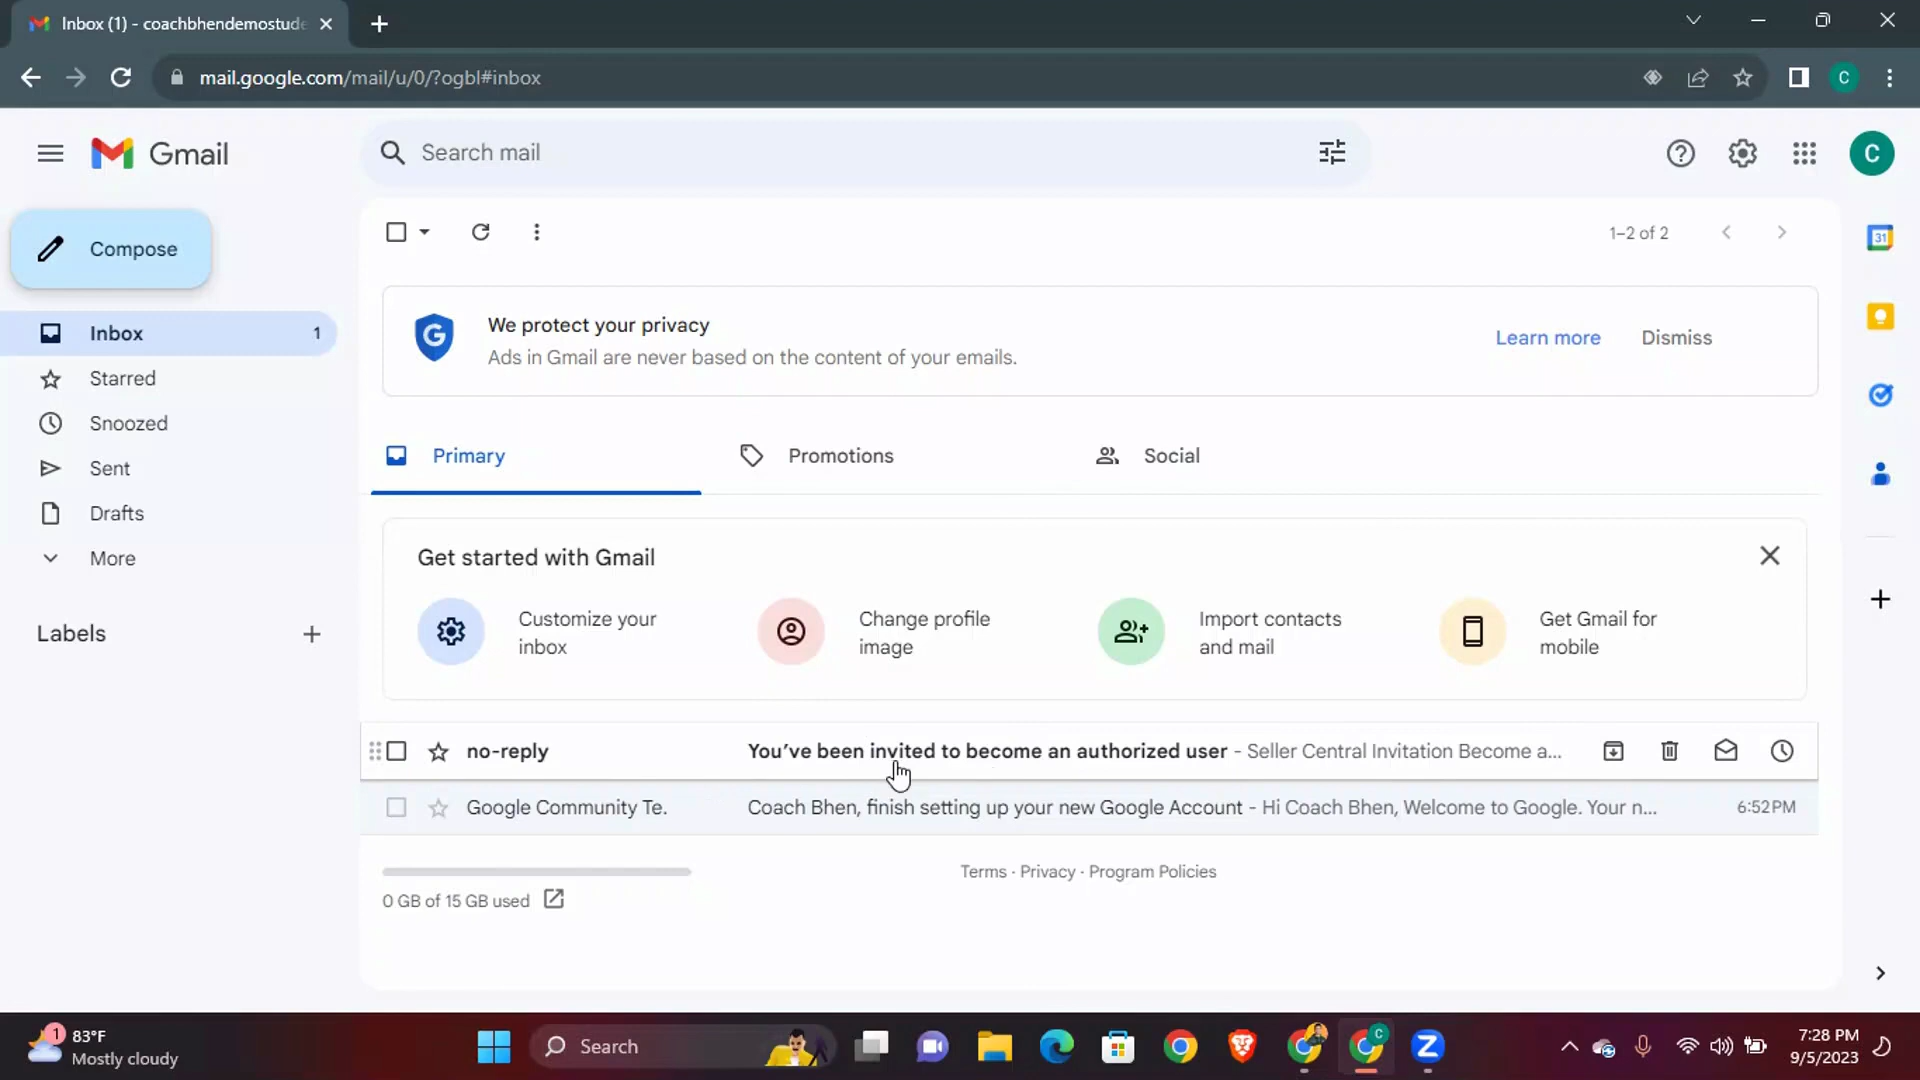 Inbox (1) - coachbhendemostude
mail.google.com/mail/u/0/?ogbl#inbox
C
Gmail
Search mail
C
Compose
1–2 of 2
31
G
We protect your privacy
Ads in Gmail are never based on the content of your emails.
Learn more
Dismiss
Inbox
1
Starred
Snoozed
Sent
Drafts
More
Labels
Primary
Promotions
Social
Get started with Gmail
Customize your
inbox
Change profile
image
Import contacts
and mail
Get Gmail for
mobile
no-reply
You've been invited to become an authorized user - Seller Central Invitation Become a...
Google Community Te.
Coach Bhen, finish setting up your new Google Account - Hi Coach Bhen, Welcome to Google. Your n...
6:52 PM
0 GB of 15 GB used
Terms · Privacy · Program Policies
1
83°F
Mostly cloudy
Search
C
Z
7:28 PM
9/5/2023